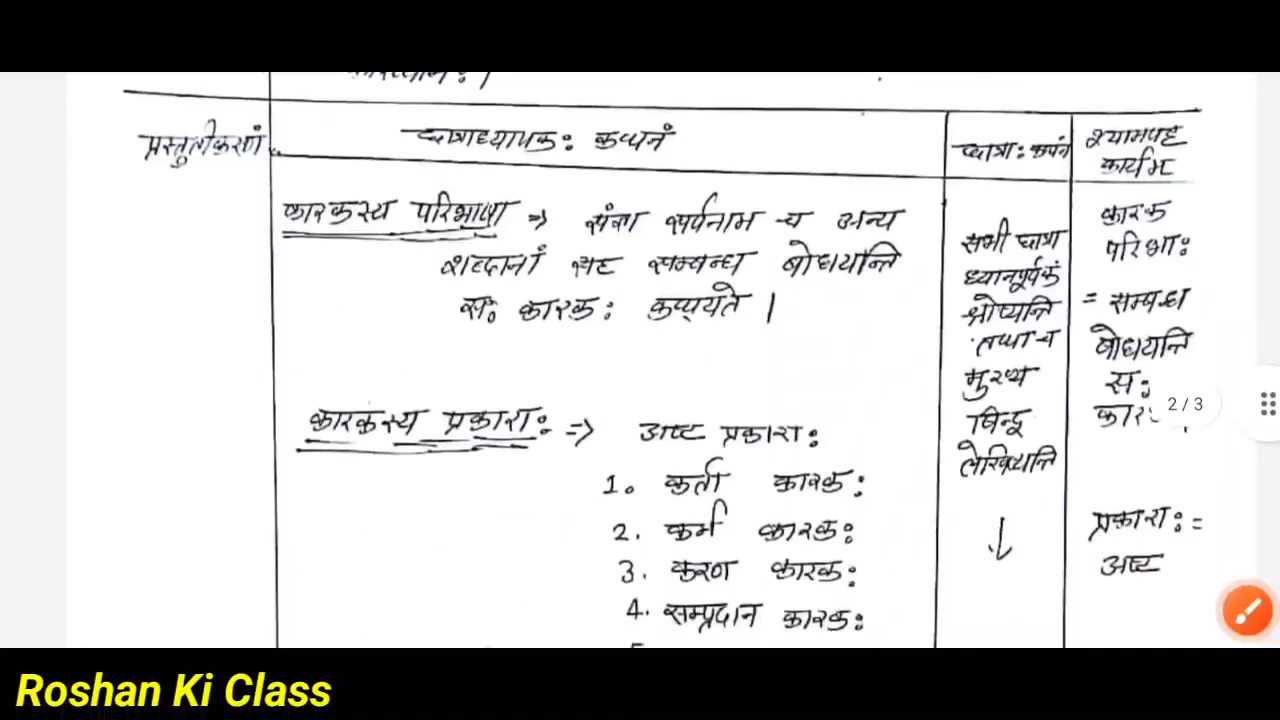 प्रस्तुतीकरणं
छात्राध्यापकः कथनं
छात्राः कथनं
श्यामपट्ट
कार्यम
कारकस्य परिभाषा ⇒ संज्ञा सर्वनाम च अन्य
शब्दानां सह सम्बन्ध बोधयन्ति
सः कारकः कथ्यते ।
कारकस्य प्रकाराः ⇒ अष्ट प्रकाराः
1. कर्ता कारकः
2. कर्म कारकः
3. करण कारकः
4. सम्प्रदान कारकः
सभी छात्र
ध्यानपूर्वकं
श्रोष्यन्ति
तथा च
मुख्य
बिन्दू
लेखिष्यन्ति
↓
कारक
परिभाः
= सम्बन्ध
बोधयन्ति
सः
प्रकाराः =
अष्ट
2/3
Roshan Ki Class